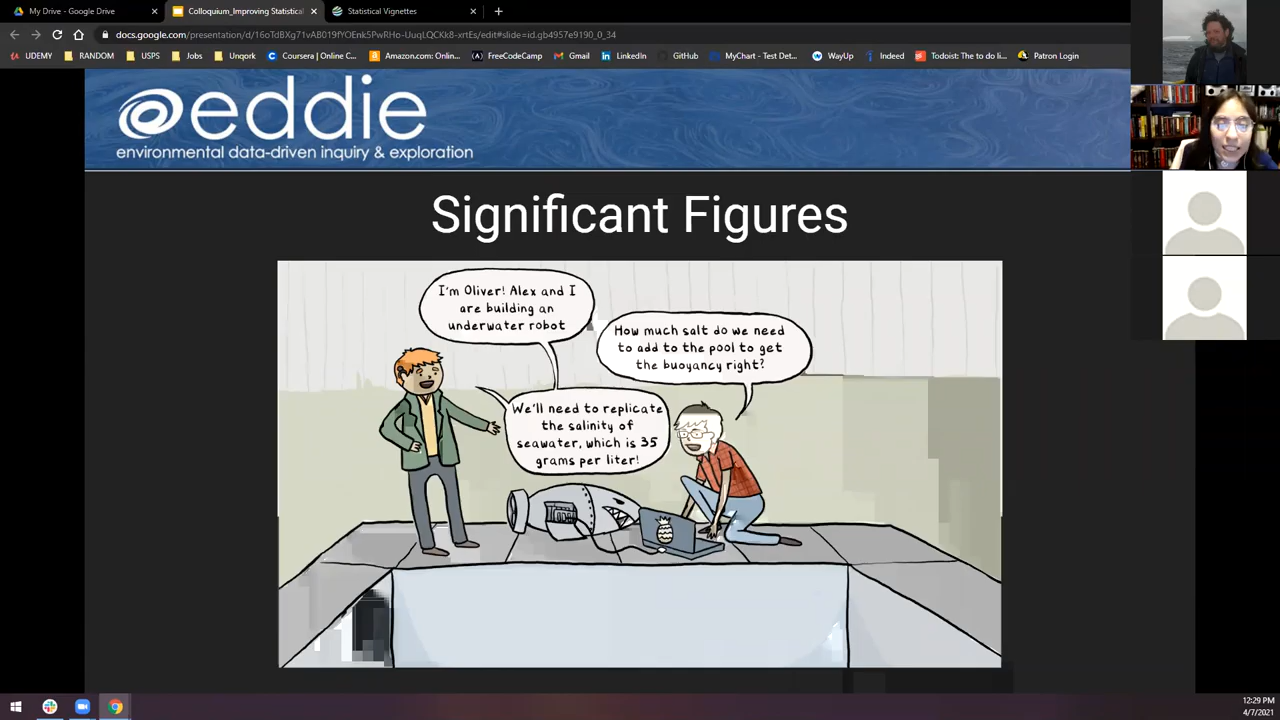 My Drive - Google Drive
Colloquium_Improving Statistical
Statistical Vignettes
docs.google.com/presentation/d/16oTdBXg71vAB019fYOEnk5PwRHo-UuqLQCKk8-xrtEs/edit#slide=id.gb4957e9190_0_34
UDEMY
RANDOM
USPS
Jobs
Unqork
Coursera | Online C...
Amazon.com: Onlin...
FreeCodeCamp
Gmail
LinkedIn
GitHub
MyChart - Test Det...
WayUp
Indeed
Todoist: The to do li...
Patron Login
eddie
environmental data-driven inquiry & exploration
Significant Figures
I'm Oliver! Alex and I
are building an
underwater robot
How much salt do we need
to add to the pool to get
the buoyancy right?
We'll need to replicate
the salinity of
seawater, which is 35
grams per liter!
12:29 PM
4/7/2021